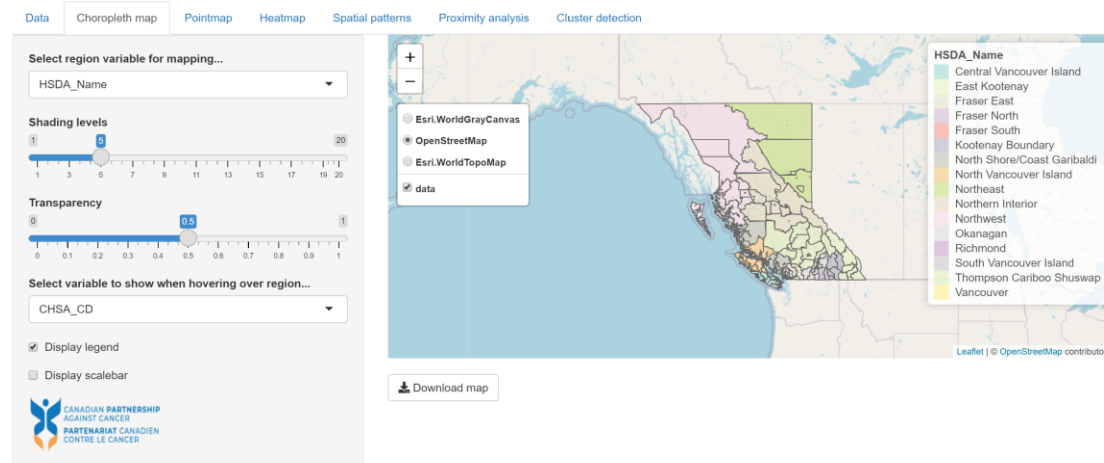 Data Choropleth map Pointmap Heatmap Spatial patterns Proximity analysis Cluster detection
Select region variable for mapping...
HSDA_Name
Shading levels
1 5 20
1 3 5 7 9 11 13 15 17 19 20
Transparency
0 0.5 1
0 0.1 0.2 0.3 0.4 0.5 0.6 0.7 0.8 0.9 1
Select variable to show when hovering over region...
CHSA_CD
Display legend
Display scalebar
CANADIAN PARTNERSHIP
AGAINST CANCER
PARTENARIAT CANADIEN
CONTRE LE CANCER
+
−
Esri.WorldGrayCanvas
OpenStreetMap
Esri.WorldTopoMap
data
HSDA_Name
Central Vancouver Island
East Kootenay
Fraser East
Fraser North
Fraser South
Kootenay Boundary
North Shore/Coast Garibaldi
North Vancouver Island
Northeast
Northern Interior
Northwest
Okanagan
Richmond
South Vancouver Island
Thompson Cariboo Shuswap
Vancouver
Leaflet | © OpenStreetMap contributo
Download map